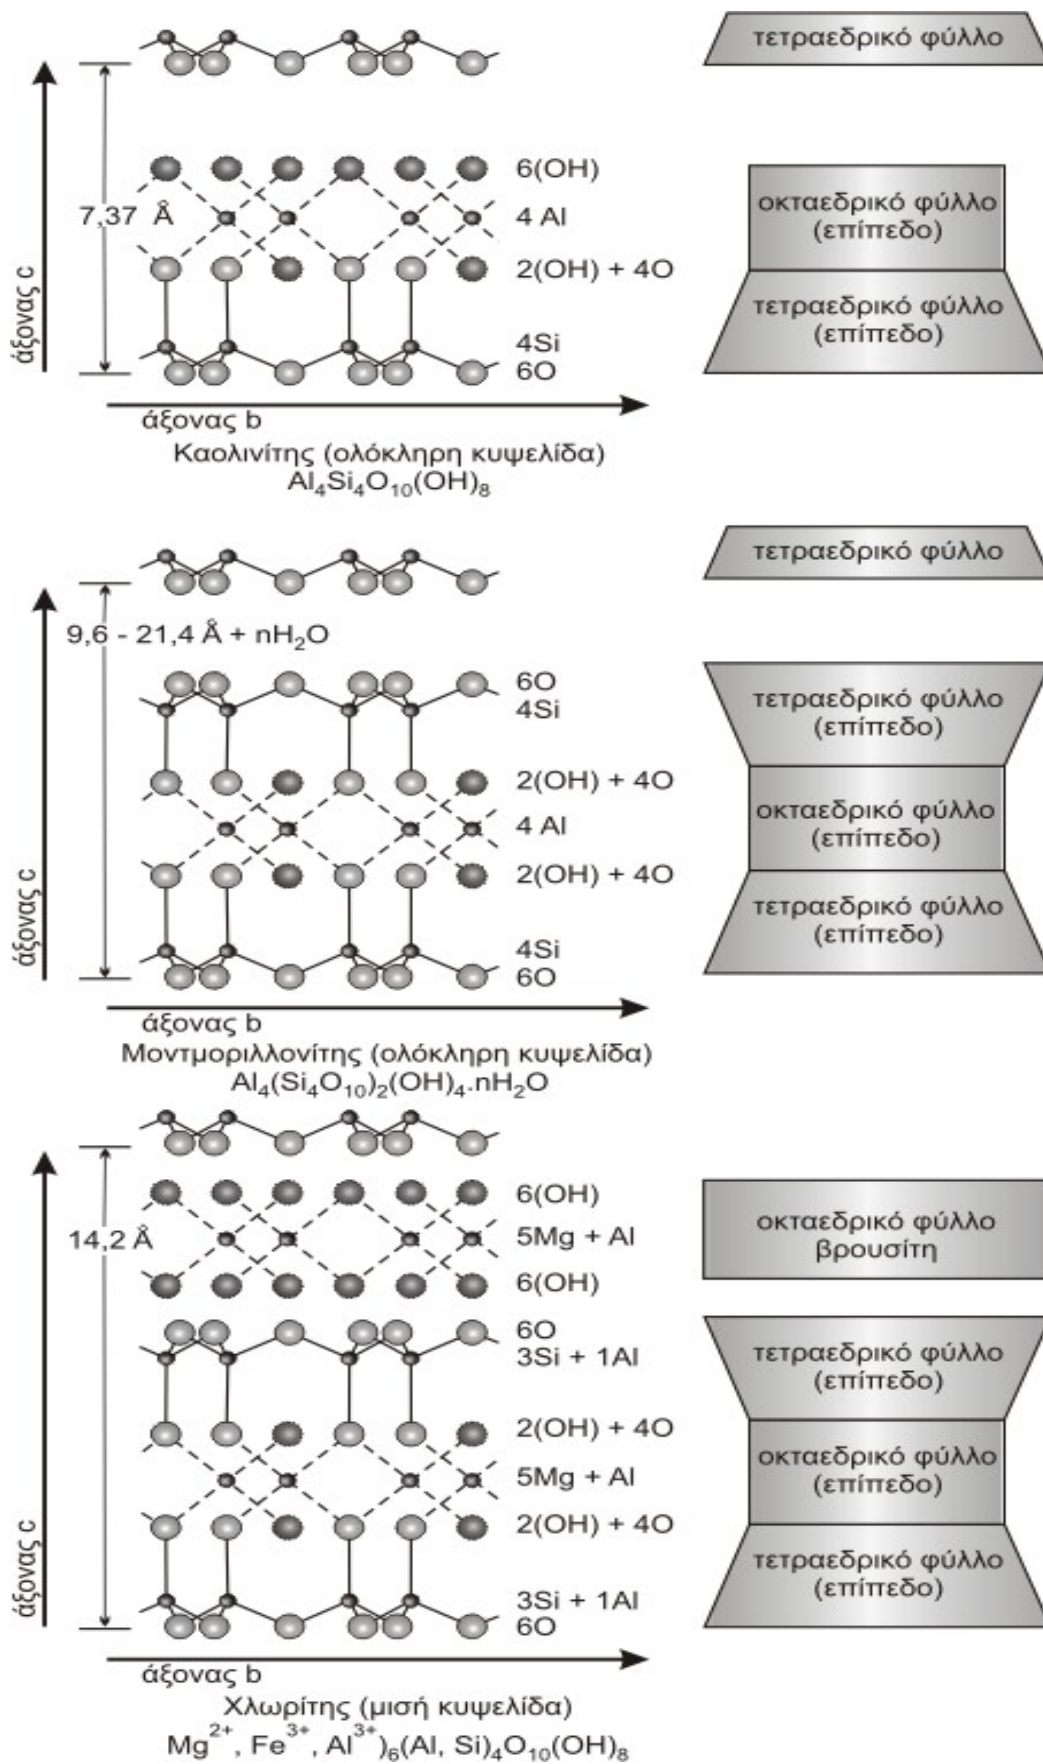 τετραεδρικό φύλλο
6(OH)
οκταεδρικό φύλλο
(επίπεδο)
7,37 Å
4 Al
2(OH) + 4O
τετραεδρικό φύλλο
(επίπεδο)
4Si
6O
άξονας c
άξονας b
Καολινίτης (ολόκληρη κυψελίδα)
Al₄Si₄O₁₀(OH)₈
τετραεδρικό φύλλο
9,6 - 21,4 Å + nH₂O
6O
4Si
τετραεδρικό φύλλο
(επίπεδο)
2(OH) + 4O
4 Al
οκταεδρικό φύλλο
(επίπεδο)
2(OH) + 4O
τετραεδρικό φύλλο
(επίπεδο)
4Si
6O
άξονας c
άξονας b
Μοντμοριλλονίτης (ολόκληρη κυψελίδα)
Al₄(Si₄O₁₀)₂(OH)₄.nH₂O
6(OH)
οκταεδρικό φύλλο
βρουσίτη
14,2 Å
5Mg + Al
6(OH)
6O
3Si + 1Al
τετραεδρικό φύλλο
(επίπεδο)
2(OH) + 4O
5Mg + Al
οκταεδρικό φύλλο
(επίπεδο)
2(OH) + 4O
τετραεδρικό φύλλο
(επίπεδο)
3Si + 1Al
6O
άξονας c
άξονας b
Χλωρίτης (μισή κυψελίδα)
Mg²⁺, Fe³⁺, Al³⁺)₆(Al, Si)₄O₁₀(OH)₈